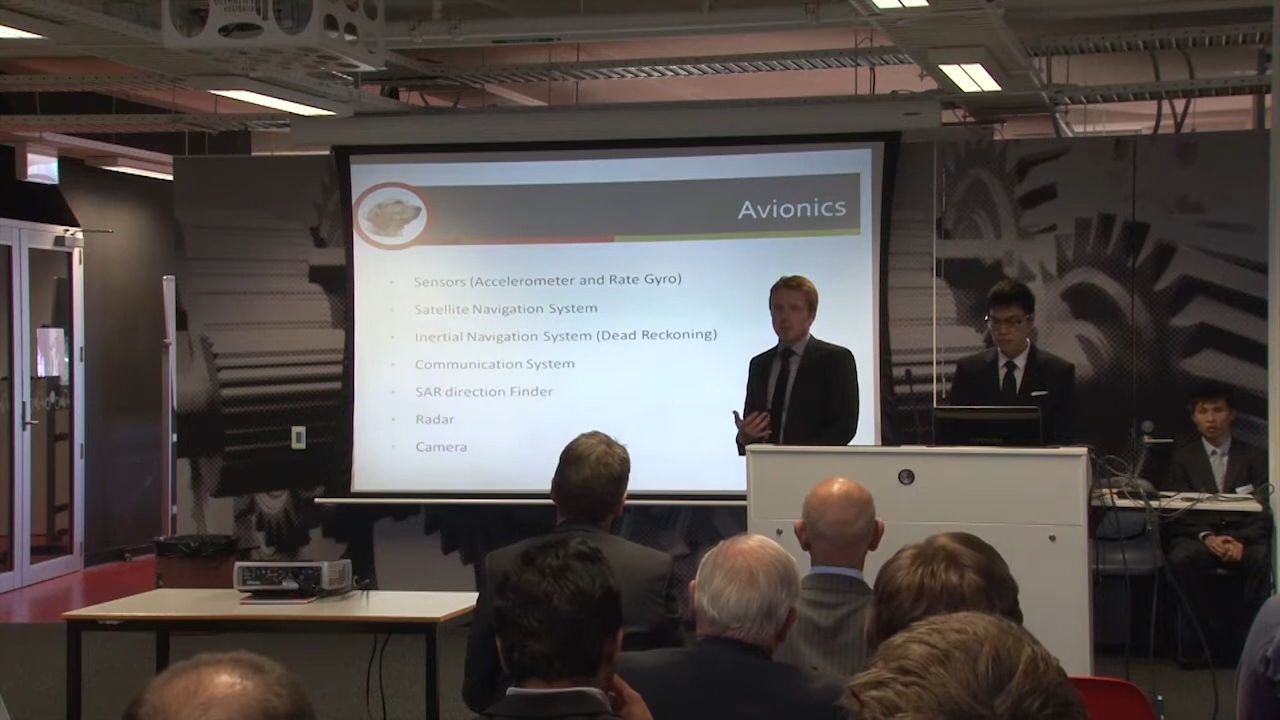 Avionics
Sensors (Accelerometer and Rate Gyro)
Satellite Navigation System
Inertial Navigation System (Dead Reckoning)
Communication System
SAR direction Finder
Radar
Camera